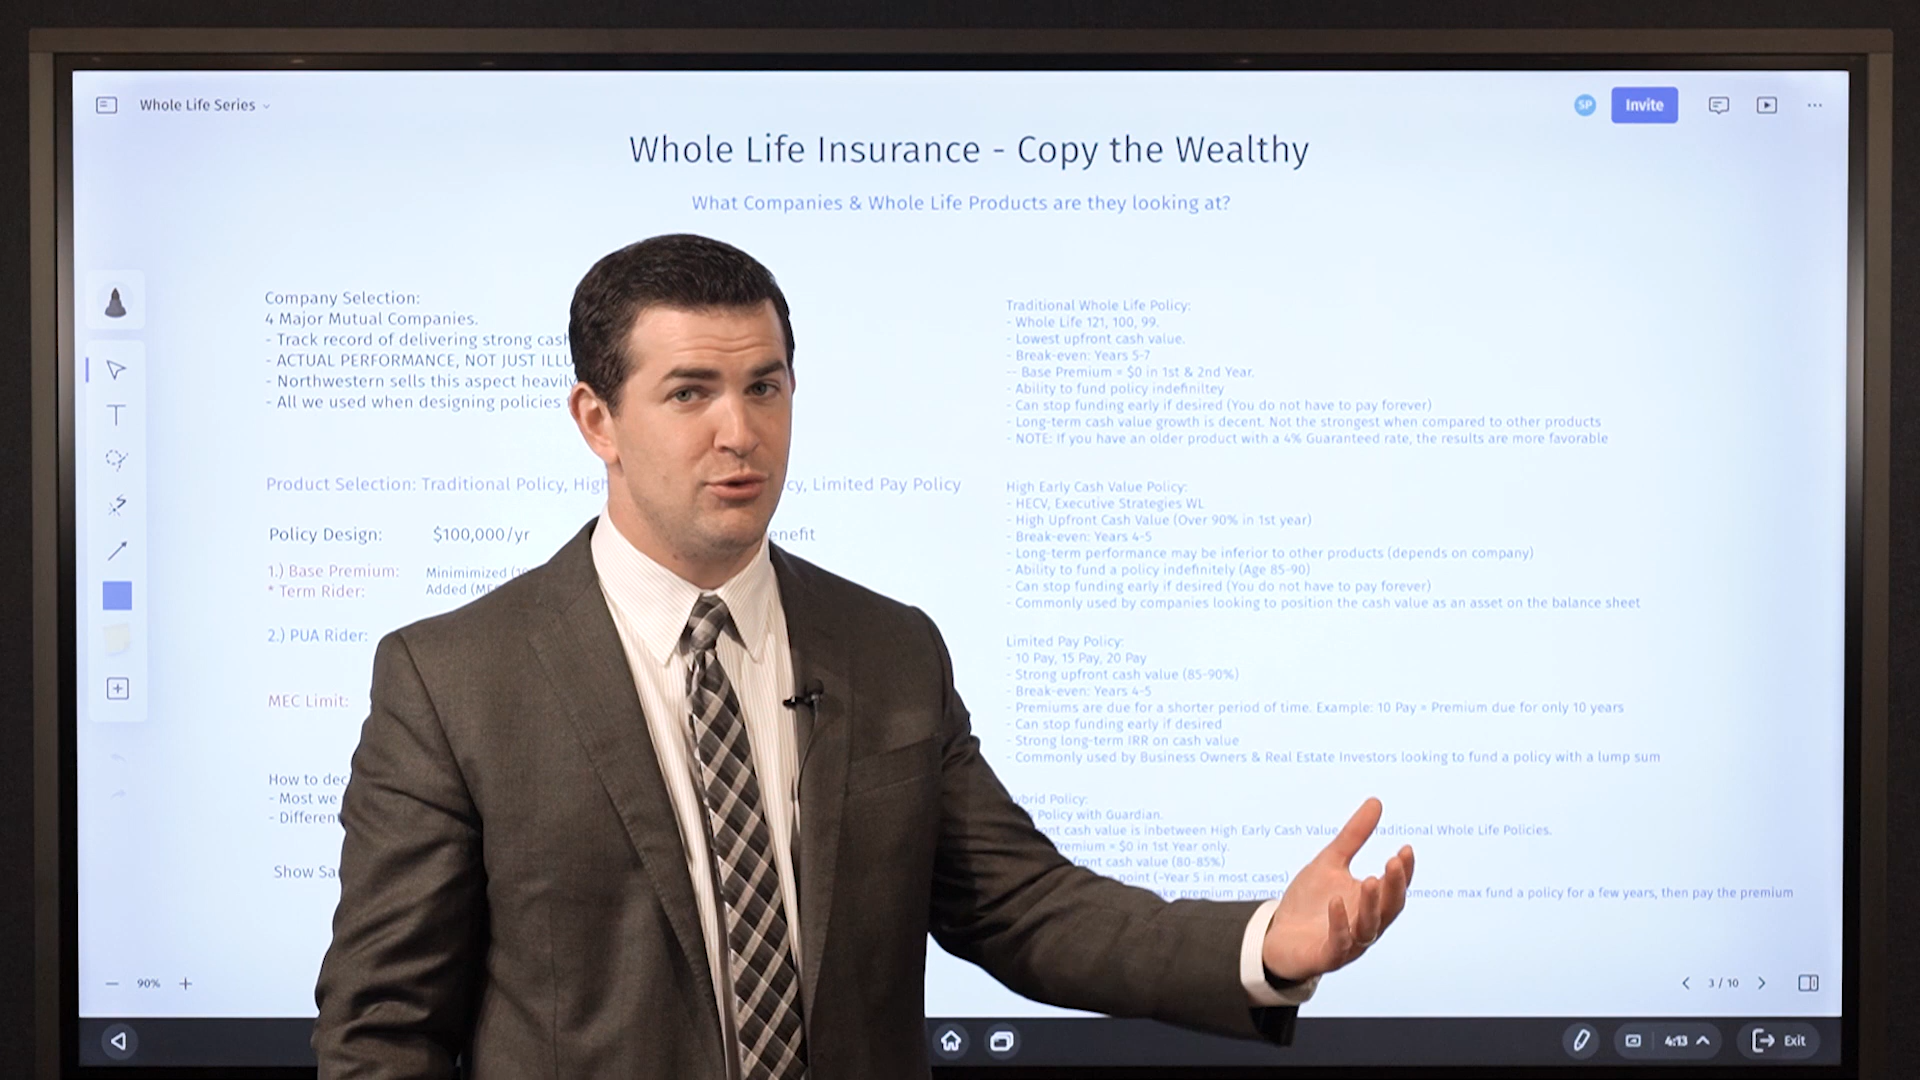 Whole Life Series
SP
Invite
Whole Life Insurance - Copy the Wealthy
What Companies & Whole Life Products are they looking at?
Company Selection:
4 Major Mutual Companies.
- Track record of delivering strong cash
- ACTUAL PERFORMANCE, NOT JUST
- Northwestern sells this aspect heavily
- All we used when designing policies
Product Selection: Traditional Policy, High
Limited Pay Policy
Policy Design: $100,000/yr
1.) Base Premium: Minimimized
* Term Rider: Added
2.) PUA Rider:
MEC Limit:
How to
- Most we
-
Show
Traditional Whole Life Policy:
- Whole Life 121, 100, 99.
- Lowest upfront cash value.
- Break-even: Years 5-7
-- Base Premium = $0 in 1st & 2nd Year.
- Ability to fund policy indefiniltey
- Can stop funding early if desired (You do not have to pay forever)
- Long-term cash value growth is decent. Not the strongest when compared to other products
- NOTE: If you have an older product with a 4% Guaranteed rate, the results are more favorable
High Early Cash Value Policy:
- HECV, Executive Strategies WL
- High Upfront Cash Value (Over 90% in 1st year)
- Break-even: Years 4-5
- Long-term performance may be inferior to other products (depends on company)
- Ability to fund a policy indefinitely (Age 85-90)
- Can stop funding early if desired (You do not have to pay forever)
- Commonly used by companies looking to position the cash value as an asset on the balance sheet
Limited Pay Policy:
- 10 Pay, 15 Pay, 20 Pay
- Strong upfront cash value (85-90%)
- Break-even: Years 4-5
- Premiums are due for a shorter period of time. Example: 10 Pay = Premium due for only 10 years
- Can stop funding early if desired
- Strong long-term IRR on cash value
- Commonly used by Business Owners & Real Estate Investors looking to fund a policy with a lump sum
Policy:
Policy with Guardian.
cash value is inbetween High Early Cash Value
Whole Life Policies.
= $0 in 1st Year only.
cash value (80-85%)
point (~Year 5 in most cases)
premium
max fund a policy for a few years, then pay the premium
90%
3 / 10
4:13
Exit